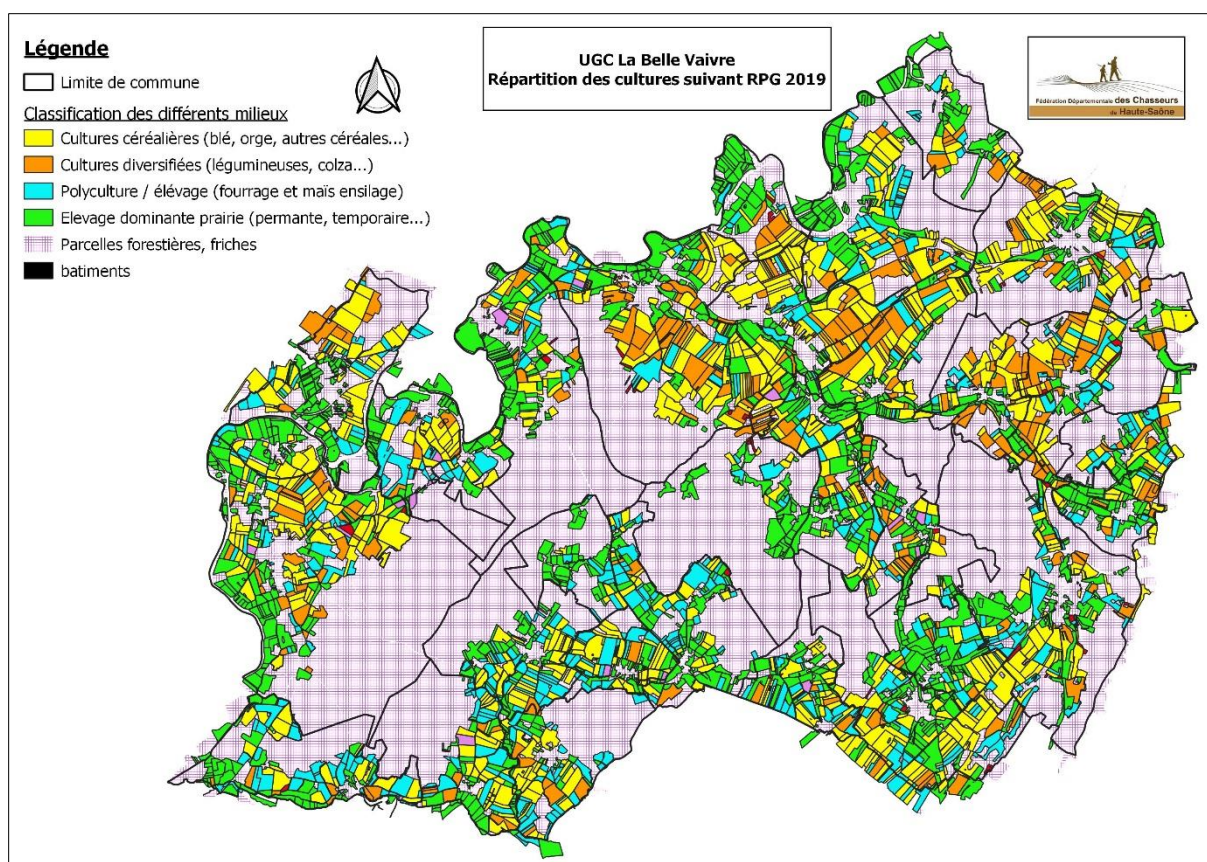 Légende
Limite de commune
Classification des différents milieux
Cultures céréalières (blé, orge, autres céréales...)
Cultures diversifiées (légumineuses, colza...)
Polyculture / élévage (fourrage et maïs ensilage)
Elevage dominante prairie (permante, temporaire...)
Parcelles forestières, friches
batiments
UGC La Belle Vaivre
Répartition des cultures suivant RPG 2019
Fédération Départementale des Chasseurs
de Haute-Saône